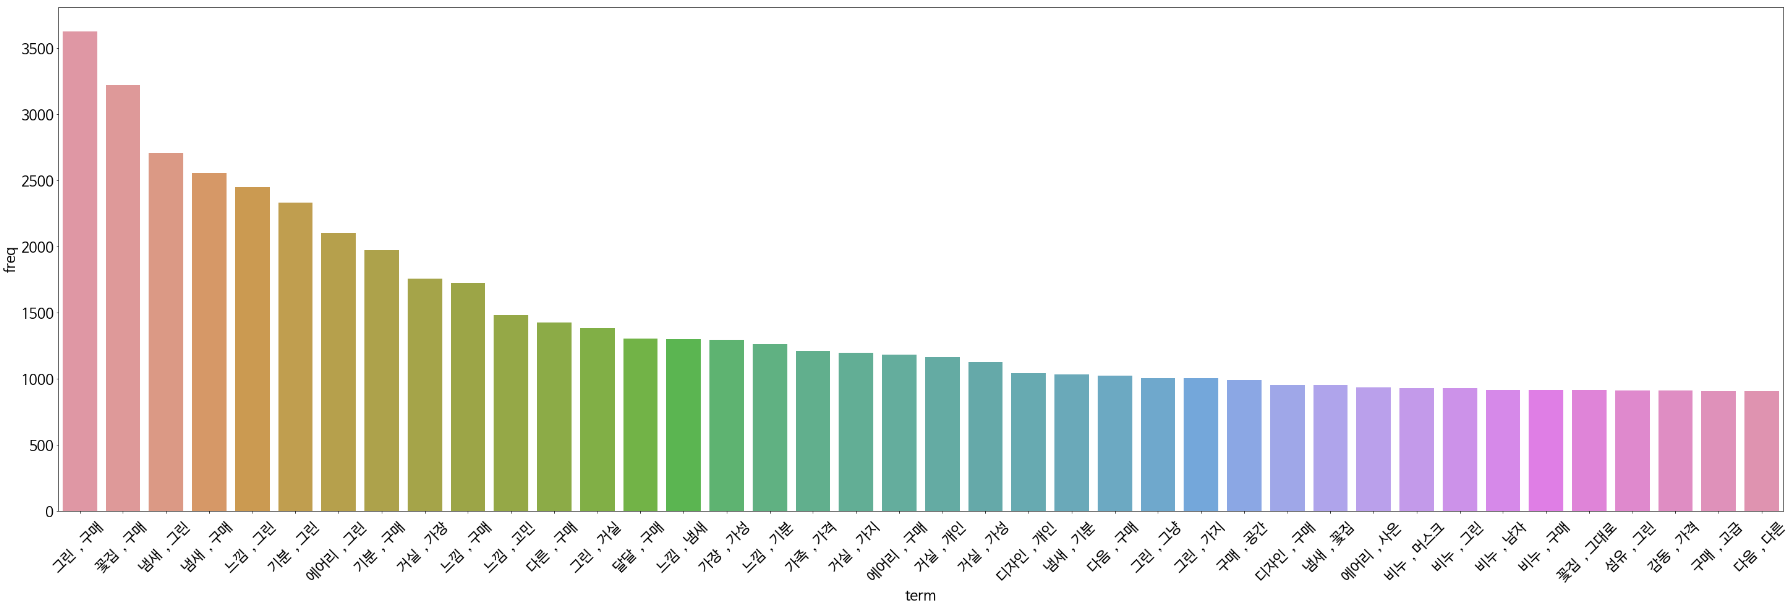 freq
3500
3000
2500
2000
1500
1000
500
0
그린 , 구매
꽃집 , 구매
냄새 , 그린
냄새 , 구매
느낌 , 그린
기분 , 그린
에어리 , 그린
기분 , 구매
거실 , 가장
느낌 , 구매
느낌 , 고민
다른 , 구매
그린 , 거실
달달 , 구매
느낌 , 냄새
가장 , 가성
느낌 , 기분
가족 , 가격
거실 , 가지
에어리 , 구매
거실 , 개인
거실 , 가성
디자인 , 개인
냄새 , 기분
다음 , 구매
그린 , 그냥
그린 , 가지
구매 , 공간
디자인 , 구매
냄새 , 꽃집
에어리 , 사온
비누 , 머스크
비누 , 그린
비누 , 남자
비누 , 구매
꽃집 , 그대로
섬유 , 그린
감동 , 가격
구매 , 고급
다음 , 다른
term